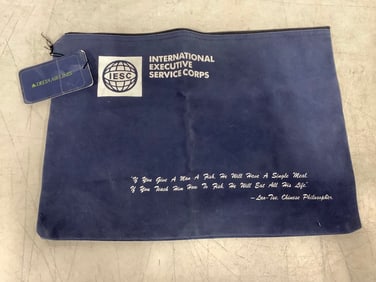 IESC
INTERNATIONAL
EXECUTIVE
SERVICE CORPS
"If You Give A Man A Fish, He Will Have A Single Meal.
If You Teach Him How To Fish, He Will Eat All His Life."
—Lao-Tse, Chinese Philosopher.